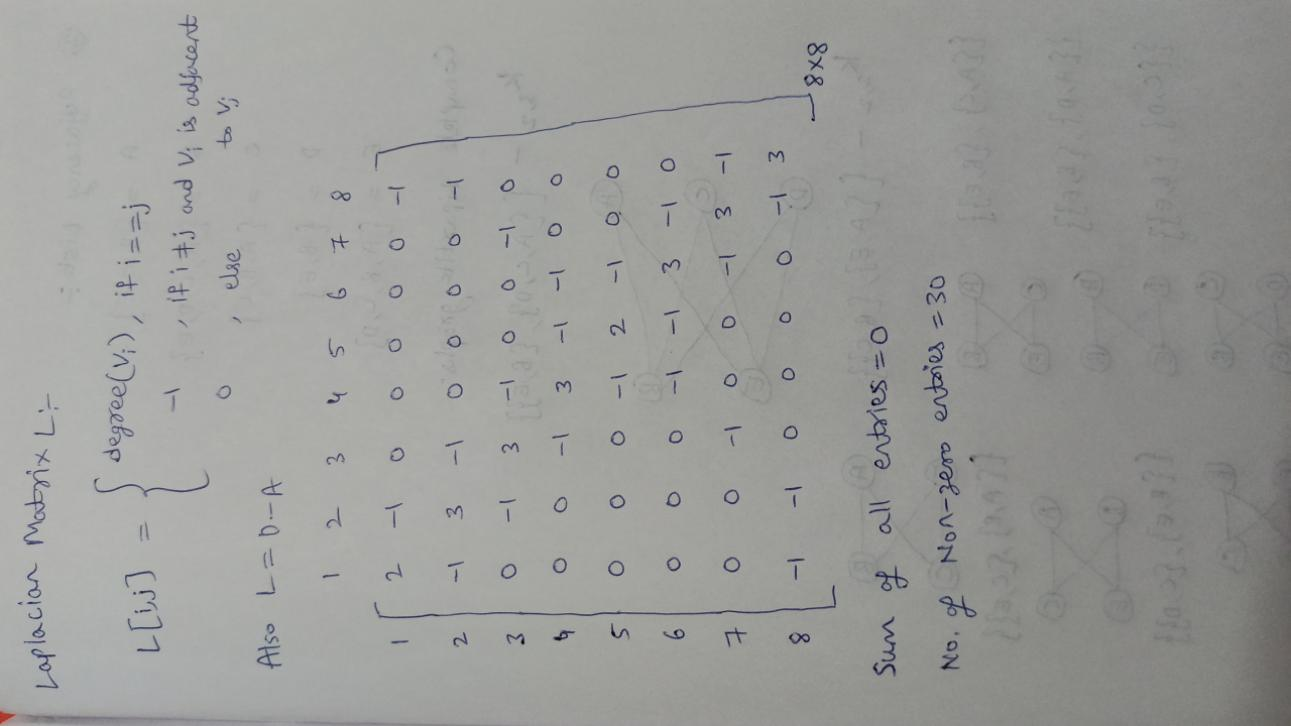 Laplacian Matrix L:-
L[i,j] = { degree(Vi), if i==j
-1 , if i≠j and Vi is adjacent
to Vj
0 , else
Also L=D-A
1 2 3 4 5 6 7 8
1 2 -1 0 0 0 0 0 -1
2 -1 3 -1 0 0 0 0 -1
3 0 -1 3 -1 0 0 -1 0
4 0 0 -1 3 -1 -1 0 0
5 0 0 0 -1 2 -1 0 0
6 0 0 0 -1 -1 3 -1 0
7 0 0 -1 0 0 -1 3 -1
8 -1 -1 0 0 0 0 -1 3
8x8
Sum of all entries=0
No. of Non-zero entries=30